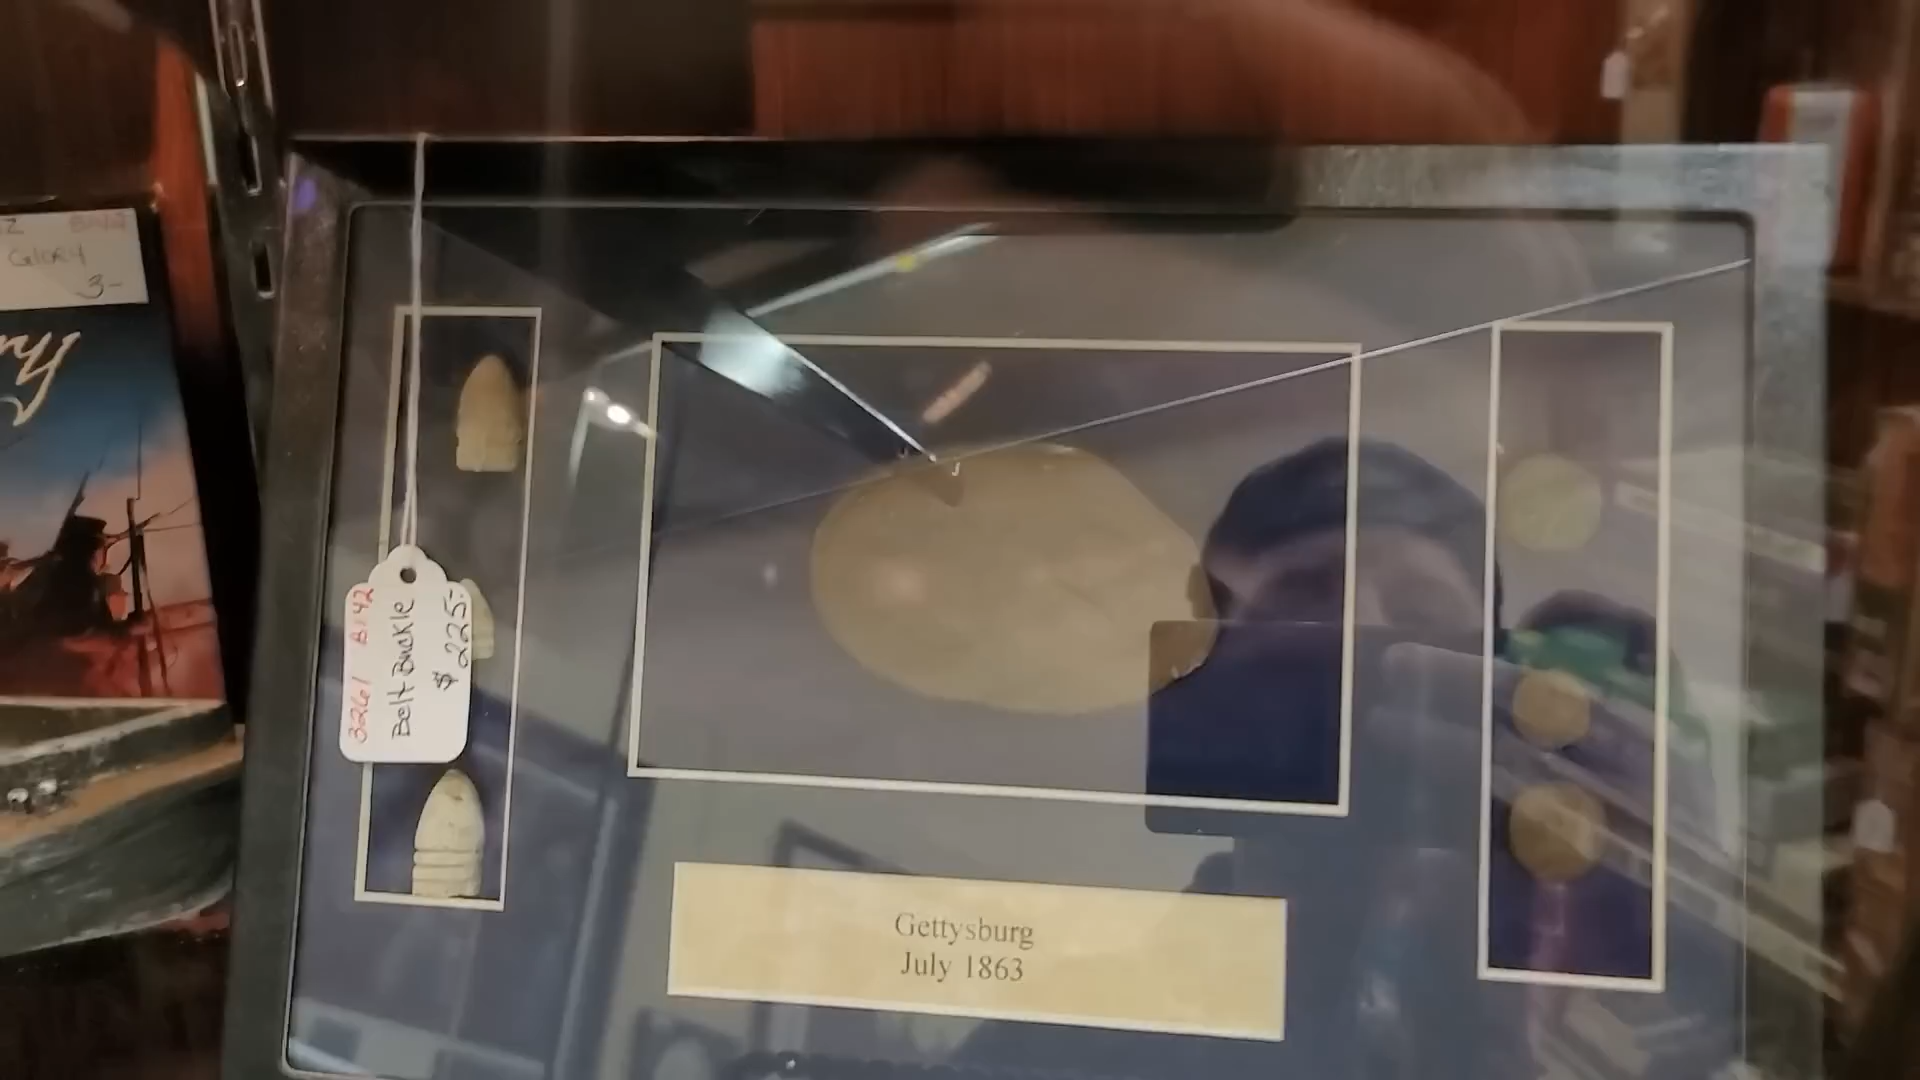 GlORY
3-
3261 B142
Belt Buckle
$ 225-
Gettysburg
July 1863